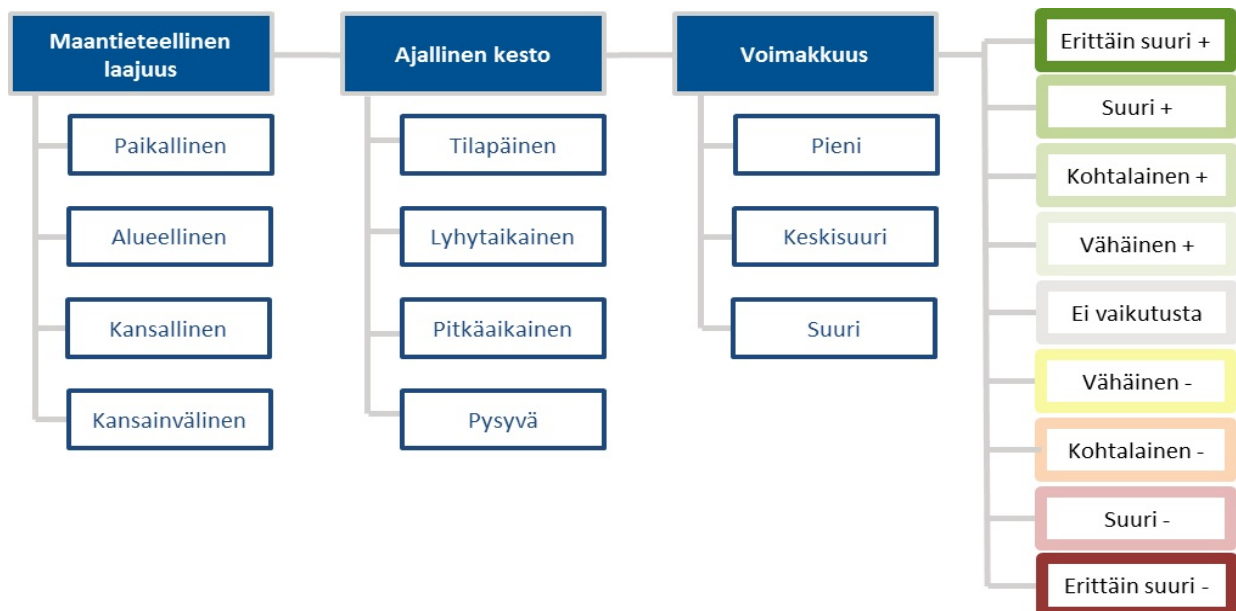 Maantieteellinen
laajuus
Paikallinen
Alueellinen
Kansallinen
Kansainvälinen
Ajallinen kesto
Tilapäinen
Lyhytaikainen
Pitkäaikainen
Pysyvä
Voimakkuus
Pieni
Keskisuuri
Suuri
Erittäin suuri +
Suuri +
Kohtalainen +
Vähäinen +
Ei vaikutusta
Vähäinen -
Kohtalainen -
Suuri -
Erittäin suuri -